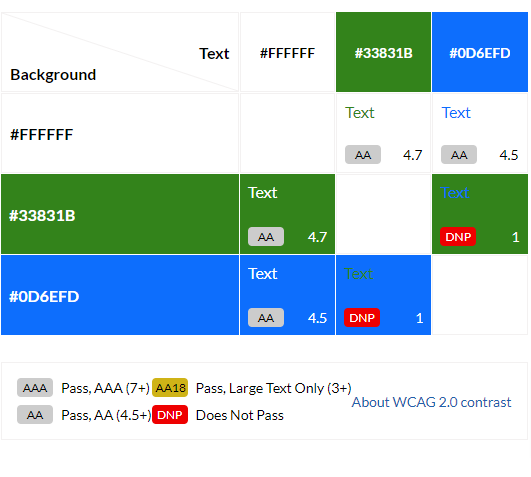 Text
Background
#FFFFFF
#33831B
#0D6EFD
#FFFFFF
Text
AA 4.7
Text
AA 4.5
#33831B
Text
AA 4.7
Text
DNP 1
#0D6EFD
Text
AA 4.5
Text
DNP 1
AAA Pass, AAA (7+) AA18 Pass, Large Text Only (3+)
About WCAG 2.0 contrast
AA Pass, AA (4.5+) DNP Does Not Pass